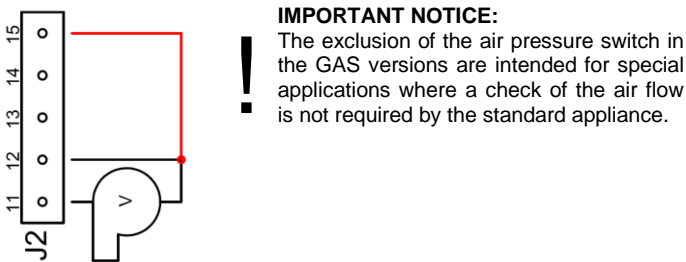 15
14
13
12
11
J2
>
!
IMPORTANT NOTICE:
The exclusion of the air pressure switch in
the GAS versions are intended for special
applications where a check of the air flow
is not required by the standard appliance.